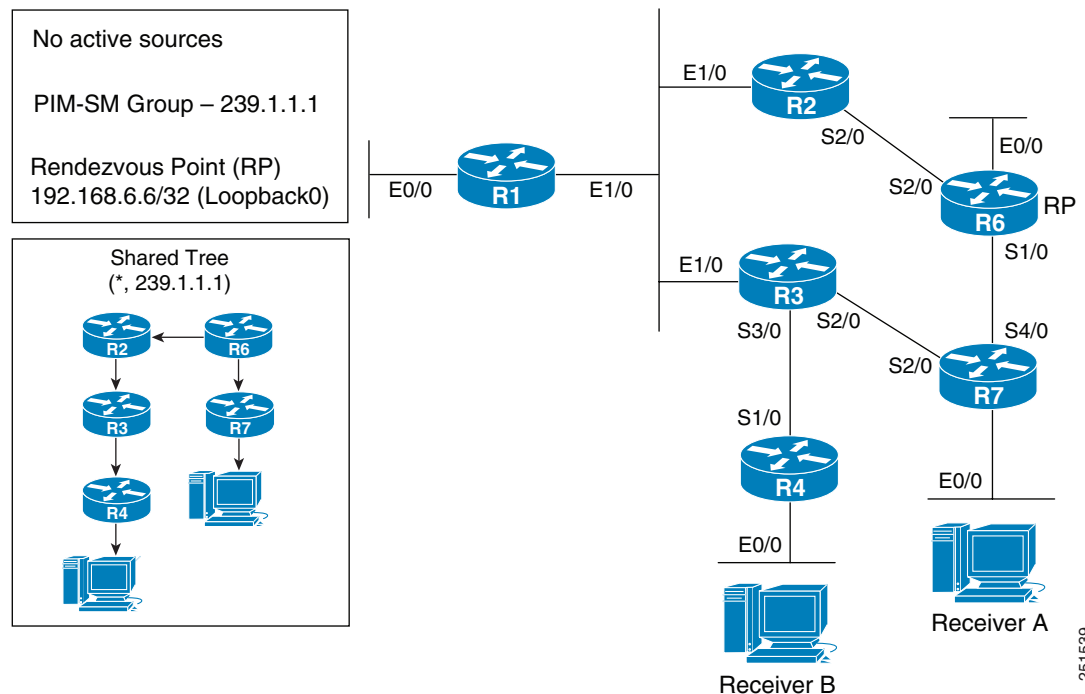 No active sources
PIM-SM Group – 239.1.1.1
Rendezvous Point (RP)
192.168.6.6/32 (Loopback0)
Shared Tree
(*, 239.1.1.1)
R2
R6
R3
R7
R4
E0/0
R1
E1/0
E1/0
R2
S2/0
E0/0
S2/0
R6
RP
S1/0
E1/0
R3
S3/0
S2/0
S4/0
S2/0
R7
S1/0
R4
E0/0
E0/0
Receiver A
Receiver B
251539